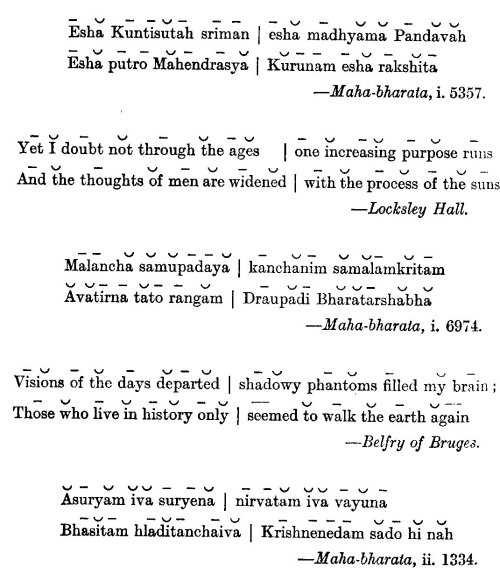 Esha Kuntisutah sriman | esha madhyama Pandavah
Esha putro Mahendrasya | Kurunam esha rakshita
—Maha-bharata, i. 5357.
Yet I doubt not through the ages | one increasing purpose runs
And the thoughts of men are widened | with the process of the suns
—Locksley Hall.
Malancha samupadaya | kanchanim samalamkritam
Avatirna tato rangam | Draupadi Bharatarshabha
—Maha-bharata, i. 6974.
Visions of the days departed | shadowy phantoms filled my brain;
Those who live in history only | seemed to walk the earth again
—Belfry of Bruges.
Asuryam iva suryena | nirvatam iva vayuna
Bhasitam hladitanchaiva | Krishnenedam sado hi nah
—Maha-bharata, ii. 1334.